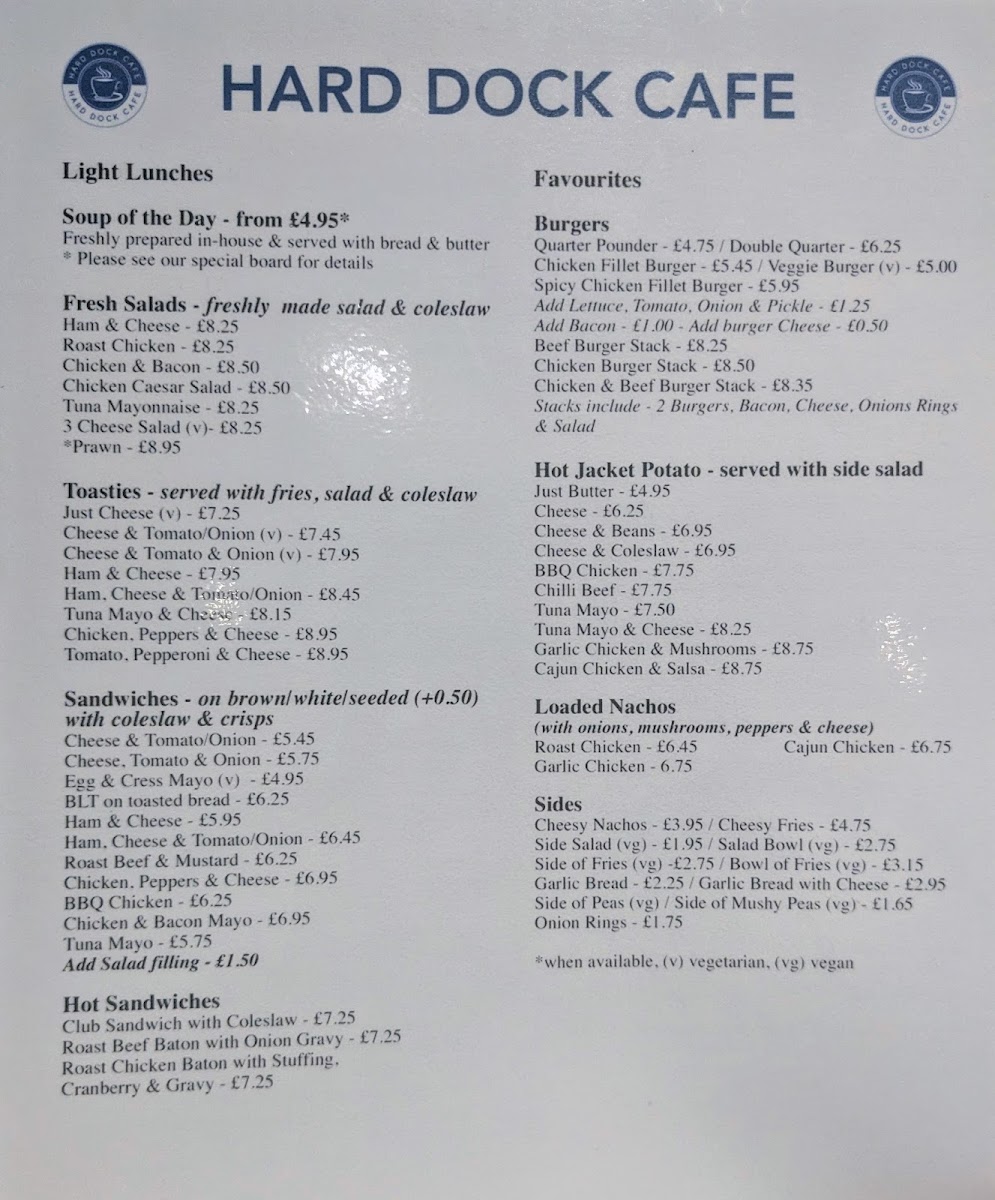 HARD DOCK CAFE
HARD DOCK CAFE
HARD DOCK CAFE
HARD DOCK CAFE
HARD DOCK CAFE
Light Lunches
Soup of the Day - from £4.95*
Freshly prepared in-house & served with bread & butter
* Please see our special board for details
Fresh Salads - freshly made salad & coleslaw
Ham & Cheese - £8.25
Roast Chicken - £8.25
Chicken & Bacon - £8.50
Chicken Caesar Salad - £8.50
Tuna Mayonnaise - £8.25
3 Cheese Salad (v)- £8.25
*Prawn - £8.95
Toasties - served with fries, salad & coleslaw
Just Cheese (v) - £7.25
Cheese & Tomato/Onion (v) - £7.45
Cheese & Tomato & Onion (v) - £7.95
Ham & Cheese - £7.95
Ham, Cheese & Tomato/Onion - £8.45
Tuna Mayo & Cheese - £8.15
Chicken, Peppers & Cheese - £8.95
Tomato, Pepperoni & Cheese - £8.95
Sandwiches - on brown/white/seeded (+0.50)
with coleslaw & crisps
Cheese & Tomato/Onion - £5.45
Cheese, Tomato & Onion - £5.75
Egg & Cress Mayo (v) - £4.95
BLT on toasted bread - £6.25
Ham & Cheese - £5.95
Ham, Cheese & Tomato/Onion - £6.45
Roast Beef & Mustard - £6.25
Chicken, Peppers & Cheese - £6.95
BBQ Chicken - £6.25
Chicken & Bacon Mayo - £6.95
Tuna Mayo - £5.75
Add Salad filling - £1.50
Hot Sandwiches
Club Sandwich with Coleslaw - £7.25
Roast Beef Baton with Onion Gravy - £7.25
Roast Chicken Baton with Stuffing,
Cranberry & Gravy - £7.25
Favourites
Burgers
Quarter Pounder - £4.75 / Double Quarter - £6.25
Chicken Fillet Burger - £5.45 / Veggie Burger (v) - £5.00
Spicy Chicken Fillet Burger - £5.95
Add Lettuce, Tomato, Onion & Pickle - £1.25
Add Bacon - £1.00 - Add burger Cheese - £0.50
Beef Burger Stack - £8.25
Chicken Burger Stack - £8.50
Chicken & Beef Burger Stack - £8.35
Stacks include - 2 Burgers, Bacon, Cheese, Onions Rings
& Salad
Hot Jacket Potato - served with side salad
Just Butter - £4.95
Cheese - £6.25
Cheese & Beans - £6.95
Cheese & Coleslaw - £6.95
BBQ Chicken - £7.75
Chilli Beef - £7.75
Tuna Mayo - £7.50
Tuna Mayo & Cheese - £8.25
Garlic Chicken & Mushrooms - £8.75
Cajun Chicken & Salsa - £8.75
Loaded Nachos
(with onions, mushrooms, peppers & cheese)
Roast Chicken - £6.45 Cajun Chicken - £6.75
Garlic Chicken - 6.75
Sides
Cheesy Nachos - £3.95 / Cheesy Fries - £4.75
Side Salad (vg) - £1.95 / Salad Bowl (vg) - £2.75
Side of Fries (vg) -£2.75 / Bowl of Fries (vg) - £3.15
Garlic Bread - £2.25 / Garlic Bread with Cheese - £2.95
Side of Peas (vg) / Side of Mushy Peas (vg) - £1.65
Onion Rings - £1.75
*when available, (v) vegetarian, (vg) vegan